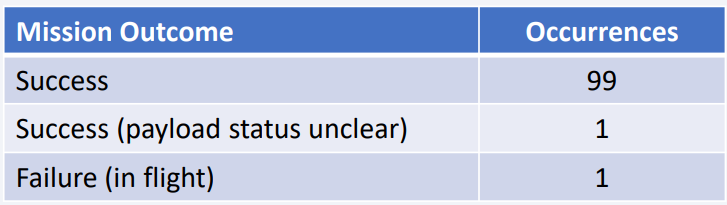 Mission Outcome Occurrences
Success 99
Success (payload status unclear) 1
Failure (in flight) 1